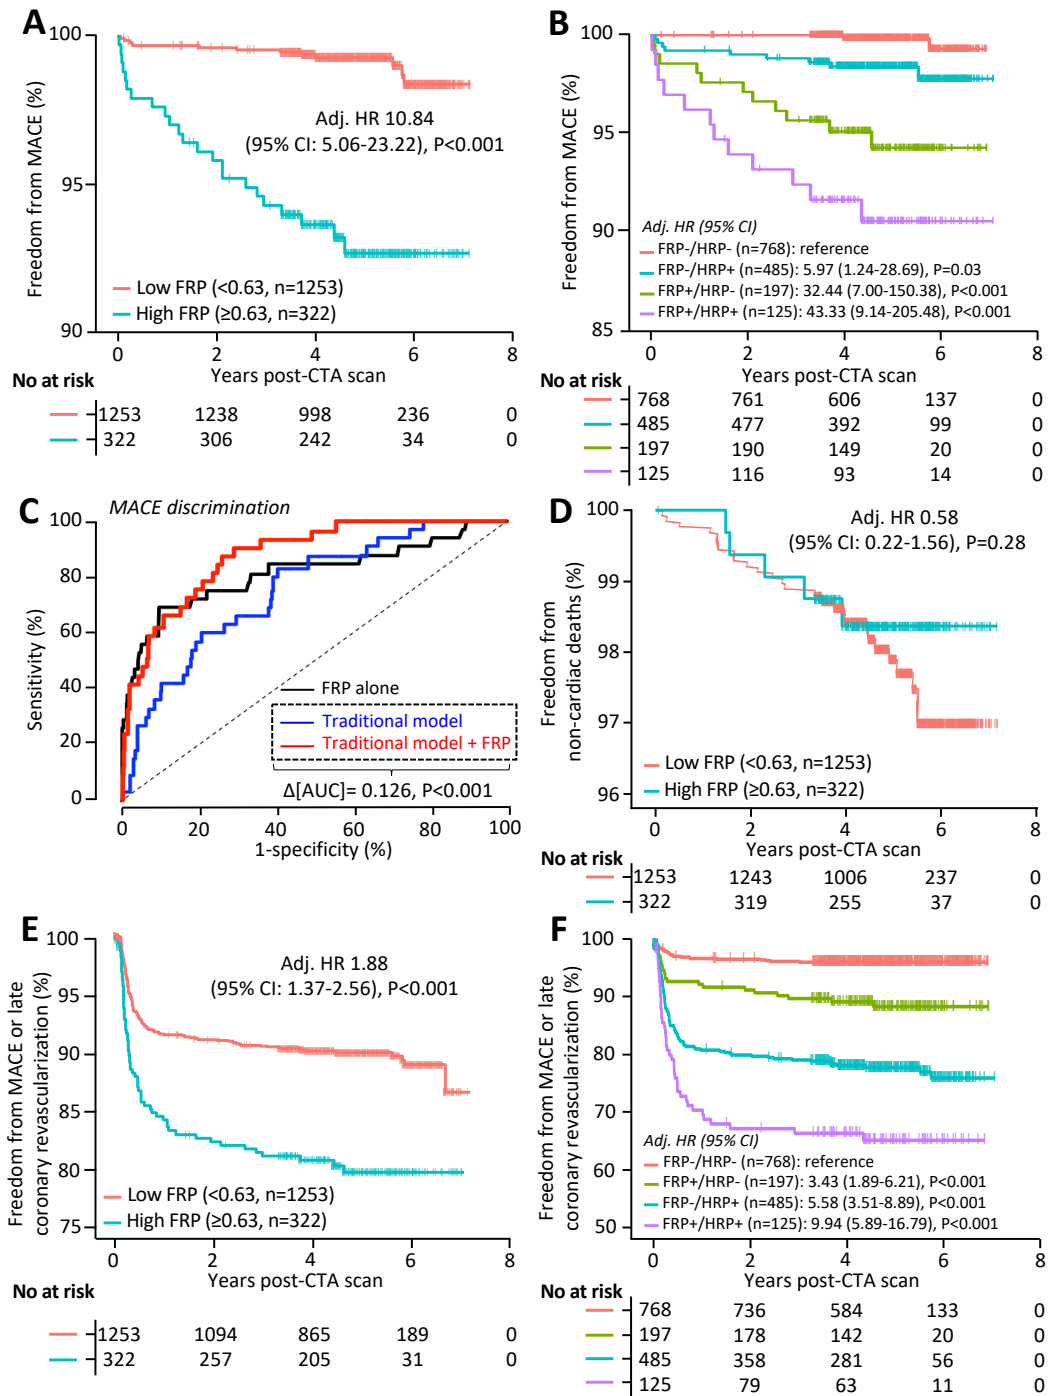 A
100
95
90
Freedom from MACE (%)
Adj. HR 10.84
(95% CI: 5.06-23.22), P<0.001
Low FRP (<0.63, n=1253)
High FRP (≥0.63, n=322)
0 2 4 6 8
Years post-CTA scan
No at risk
1253 1238 998 236 0
322 306 242 34 0
B
100
95
90
85
Freedom from MACE (%)
Adj. HR (95% CI)
FRP-/HRP- (n=768): reference
FRP-/HRP+ (n=485): 5.97 (1.24-28.69), P=0.03
FRP+/HRP- (n=197): 32.44 (7.00-150.38), P<0.001
FRP+/HRP+ (n=125): 43.33 (9.14-205.48), P<0.001
0 2 4 6 8
Years post-CTA scan
No at risk
768 761 606 137 0
485 477 392 99 0
197 190 149 20 0
125 116 93 14 0
C
MACE discrimination
100
80
60
40
20
0
Sensitivity (%)
FRP alone
Traditional model
Traditional model + FRP
Δ[AUC]= 0.126, P<0.001
0 20 40 60 80 100
1-specificity (%)
D
100
99
98
97
96
Freedom from
non-cardiac deaths (%)
Adj. HR 0.58
(95% CI: 0.22-1.56), P=0.28
Low FRP (<0.63, n=1253)
High FRP (≥0.63, n=322)
0 2 4 6 8
Years post-CTA scan
No at risk
1253 1243 1006 237 0
322 319 255 37 0
E
100
95
90
85
80
75
Freedom from MACE or late
coronary revascularization (%)
Adj. HR 1.88
(95% CI: 1.37-2.56), P<0.001
Low FRP (<0.63, n=1253)
High FRP (≥0.63, n=322)
0 2 4 6 8
Years post-CTA scan
No at risk
1253 1094 865 189 0
322 257 205 31 0
F
100
90
80
70
60
50
Freedom from MACE or late
coronary revascularization (%)
Adj. HR (95% CI)
FRP-/HRP- (n=768): reference
FRP+/HRP- (n=197): 3.43 (1.89-6.21), P<0.001
FRP-/HRP+ (n=485): 5.58 (3.51-8.89), P<0.001
FRP+/HRP+ (n=125): 9.94 (5.89-16.79), P<0.001
0 2 4 6 8
Years post-CTA scan
No at risk
768 736 584 133 0
197 178 142 20 0
485 358 281 56 0
125 79 63 11 0